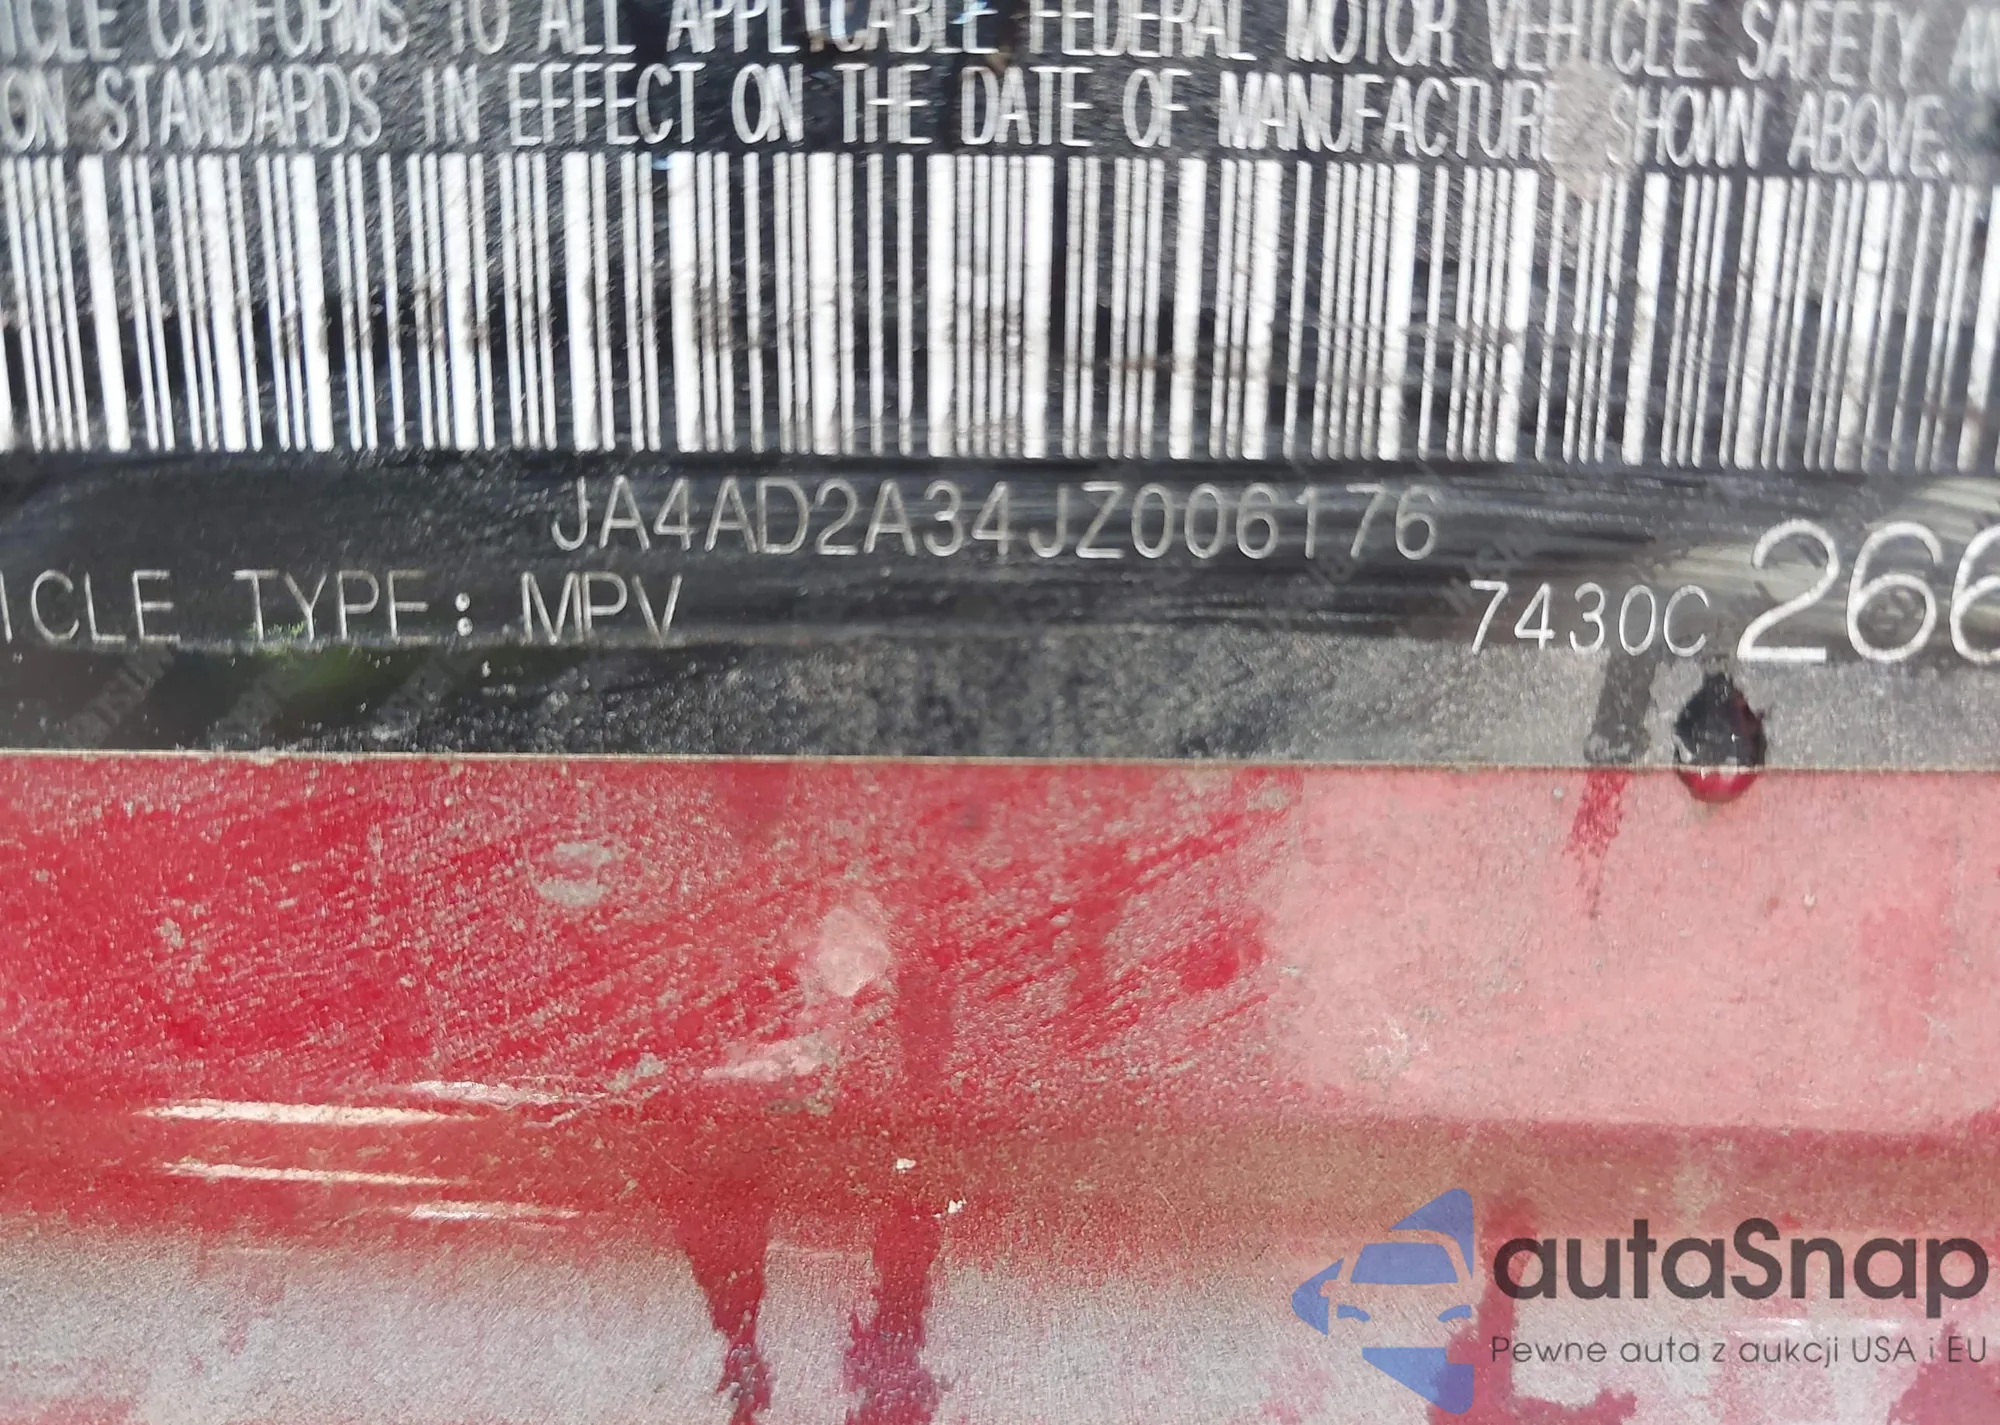 ICLE CONFORMS TO ALL APPLICABLE FEDERAL MOTOR VEHICLE SAFETY AN
ON STANDARDS IN EFFECT ON THE DATE OF MANUFACTURE SHOWN ABOVE.
JA4AD2A34JZ006176
ICLE TYPE: MPV
7430C 266
autaSnap
Pewne auta z aukcji USA i EU